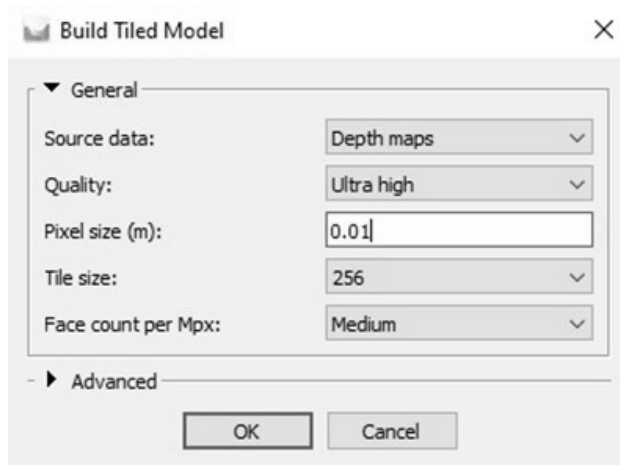 Build Tiled Model
General
Source data: Depth maps
Quality: Ultra high
Pixel size (m): 0.01
Tile size: 256
Face count per Mpx: Medium
Advanced
OK Cancel